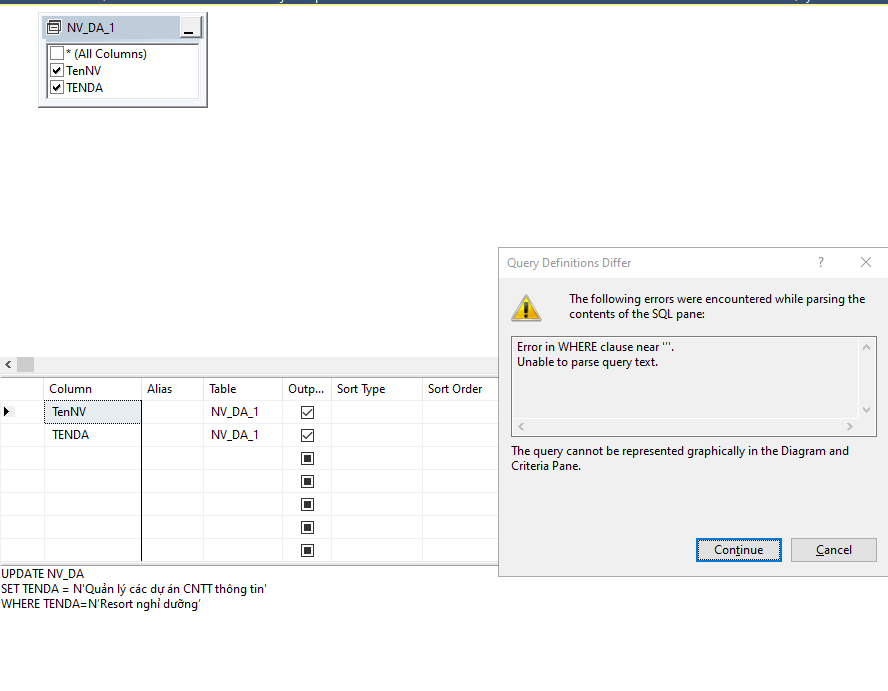 NV_DA_1
* (All Columns)
TenNV
TENDA
Query Definitions Differ
?
The following errors were encountered while parsing the
contents of the SQL pane:
Error in WHERE clause near '''.
Unable to parse query text.
The query cannot be represented graphically in the Diagram and
Criteria Pane.
Continue
Cancel
Column Alias Table Outp... Sort Type Sort Order
TenNV NV_DA_1
TENDA NV_DA_1
UPDATE NV_DA
SET TENDA = N'Quản lý các dự án CNTT thông tin'
WHERE TENDA=N’Resort nghỉ dưỡng’